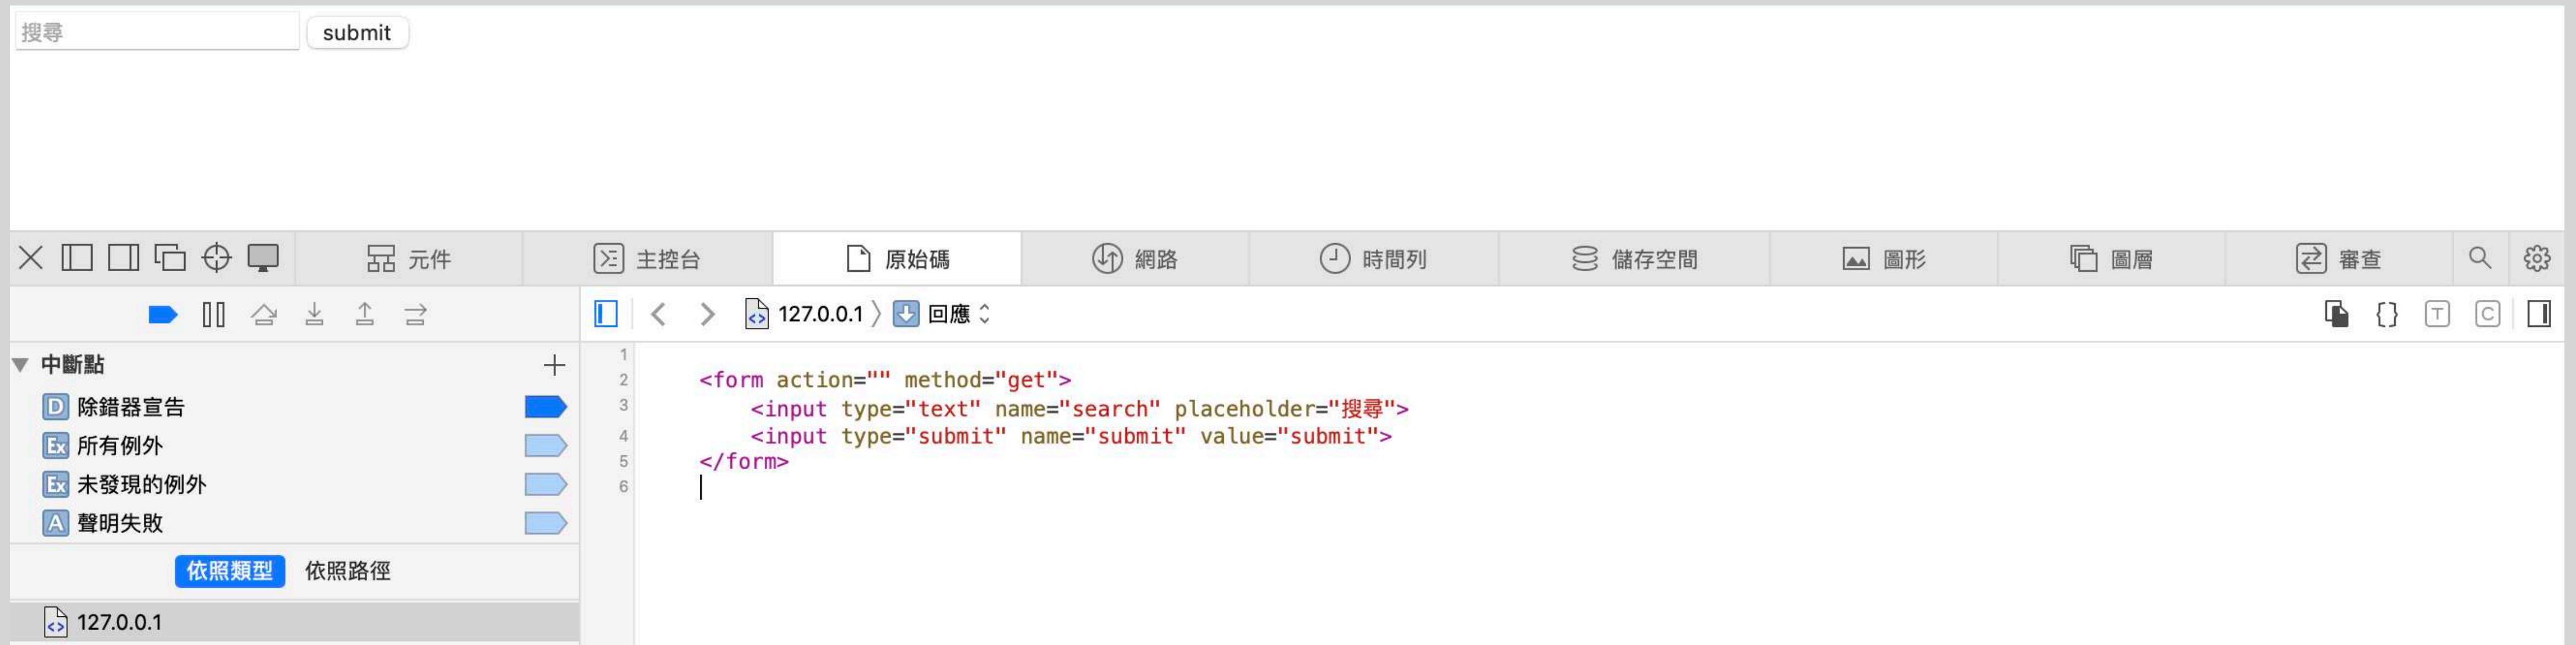 搜尋 submit
元件 主控台 原始碼 網路 時間列 儲存空間 圖形 圖層 審查
127.0.0.1 〉 回應 {} T C
中斷點
D 除錯器宣告
Ex 所有例外
Ex 未發現的例外
A 聲明失敗
依照類型 依照路徑
127.0.0.1
1
2 <form action="" method="get">
3 <input type="text" name="search" placeholder="搜尋">
4 <input type="submit" name="submit" value="submit">
5 </form>
6